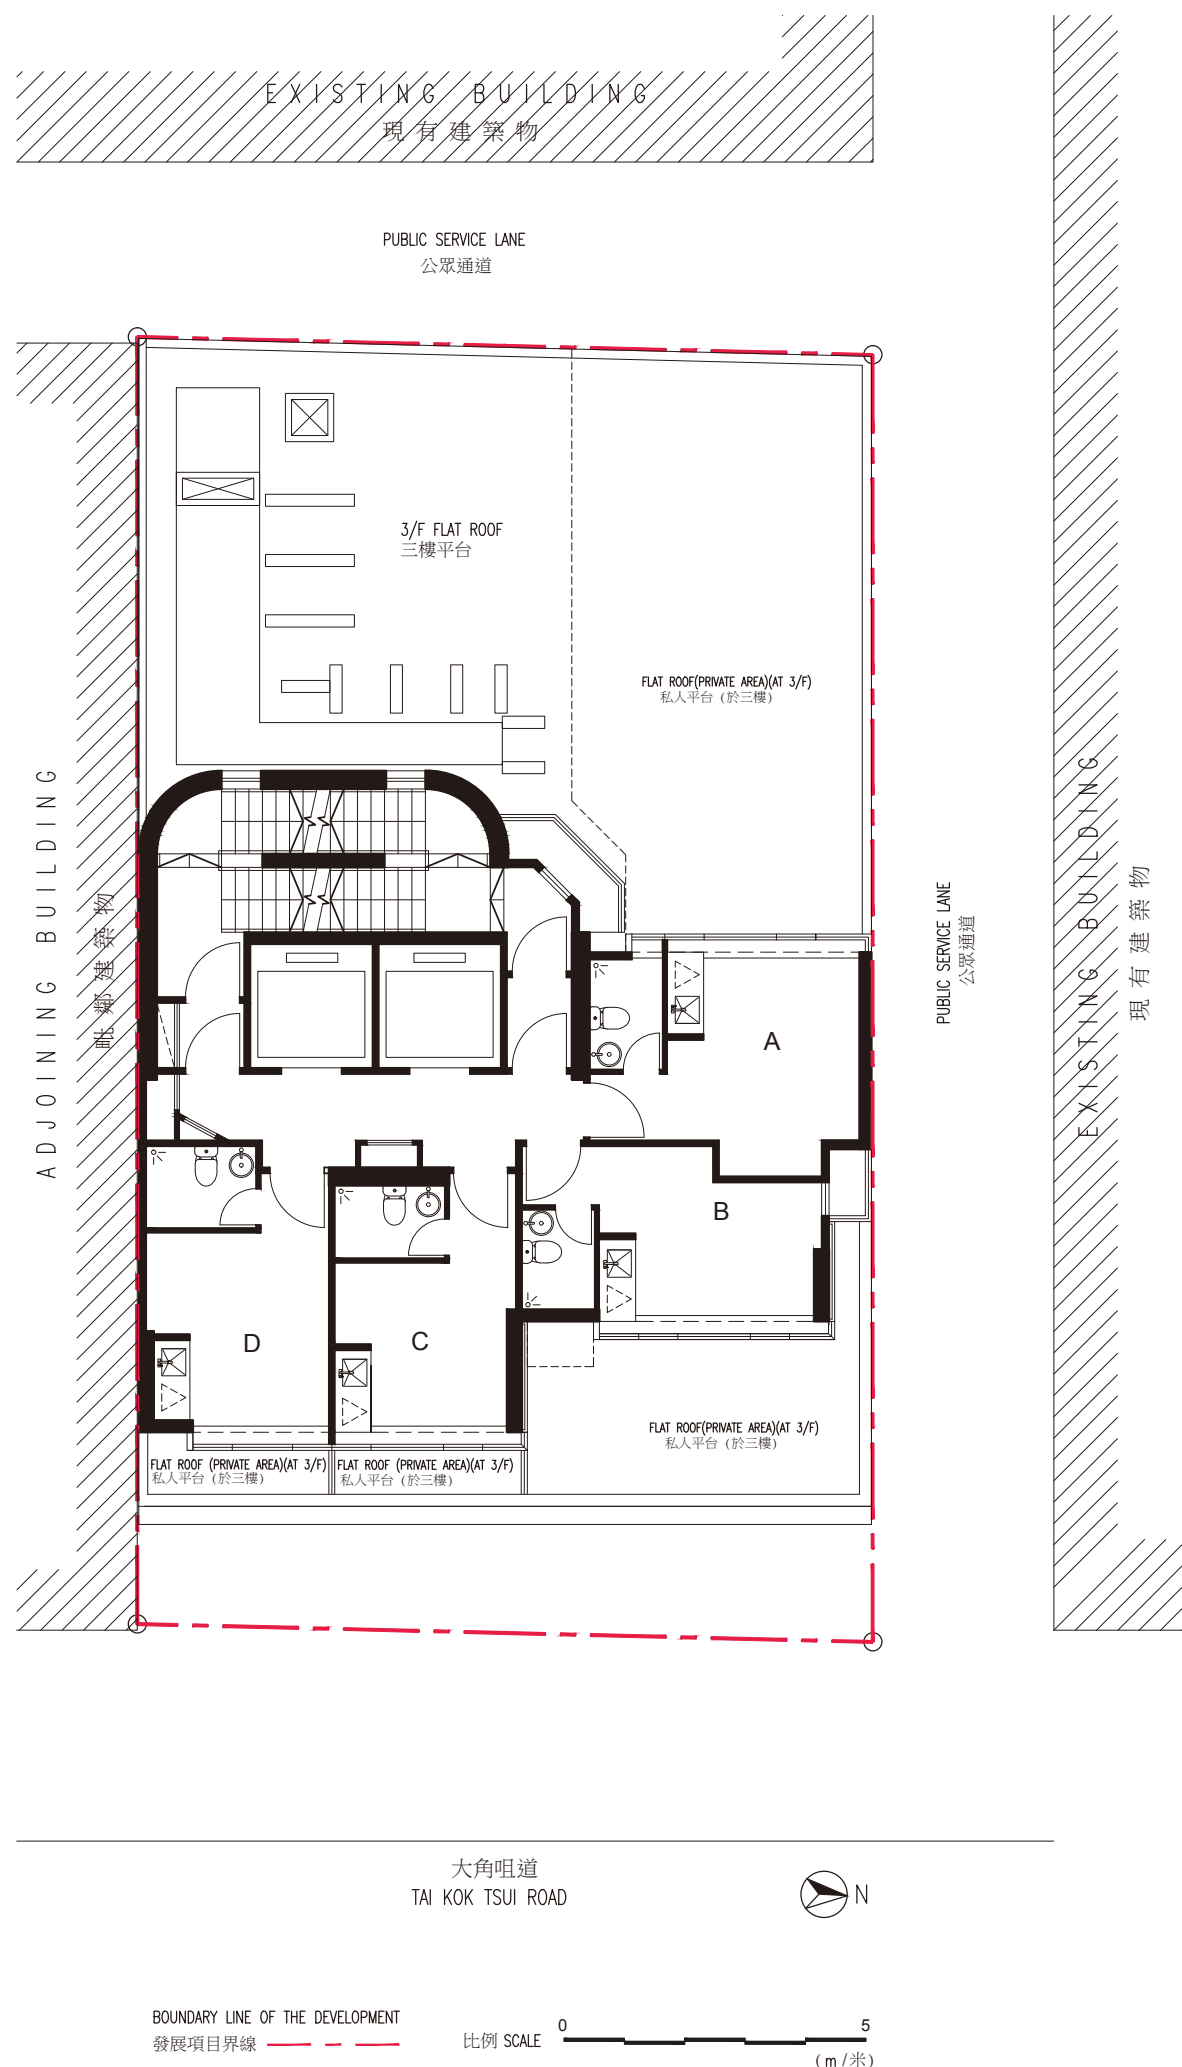 EXISTING BUILDING
現有建築物
PUBLIC SERVICE LANE
公眾通道
3/F FLAT ROOF
三樓平台
FLAT ROOF(PRIVATE AREA)(AT 3/F)
私人平台 (於三樓)
ADJOINING BUILDING
毗鄰建築物
PUBLIC SERVICE LANE
公眾通道
EXISTING BUILDING
現有建築物
A
B
D
C
FLAT ROOF(PRIVATE AREA)(AT 3/F)
私人平台 (於三樓)
FLAT ROOF (PRIVATE AREA)(AT 3/F)
私人平台 (於三樓)
FLAT ROOF (PRIVATE AREA)(AT 3/F)
私人平台 (於三樓)
大角咀道
TAI KOK TSUI ROAD
N
BOUNDARY LINE OF THE DEVELOPMENT
發展項目界線
比例 SCALE
0 5
(m/米)